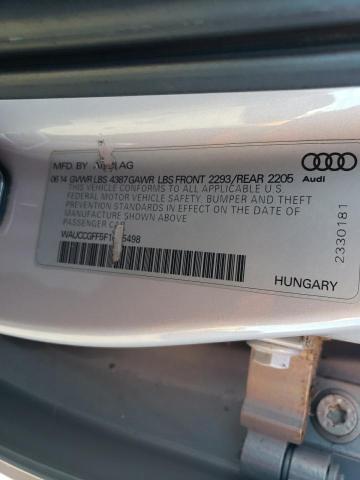 MFD. BY AG
06 14 GVWR LBS 4387 GAWR LBS FRONT 2293/REAR 2205
THIS VEHICLE CONFORMS TO ALL APPLICABLE U.S.
FEDERAL MOTOR VEHICLE SAFETY, BUMPER AND THEFT
PREVENTION STANDARDS IN EFFECT ON THE DATE OF
MANUFACTURE SHOWN ABOVE.
PASSENGER
Audi
2330181
HUNGARY